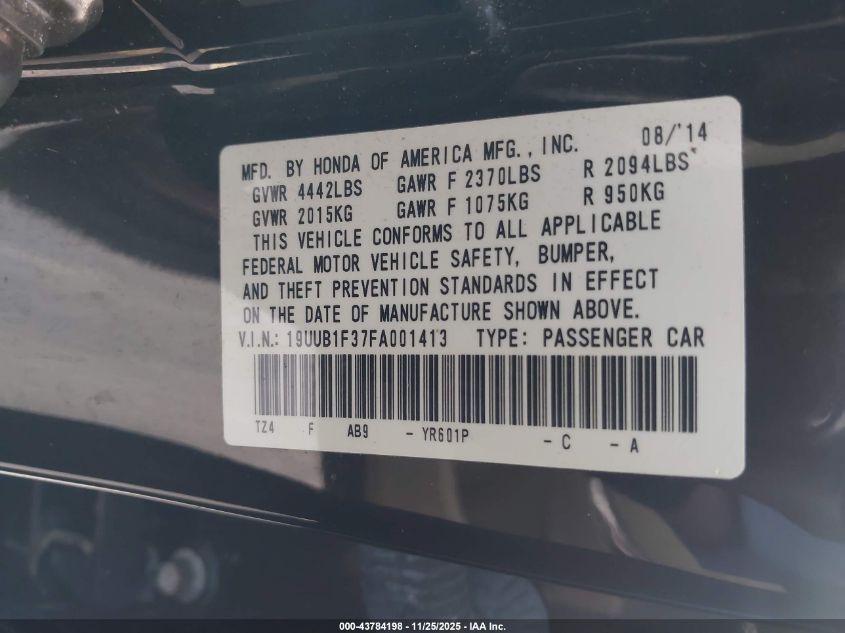 MFD. BY HONDA OF AMERICA MFG., INC. 08/'14
GVWR 4442LBS GAWR F 2370LBS R 2094LBS
GVWR 2015KG GAWR F 1075KG R 950KG
THIS VEHICLE CONFORMS TO ALL APPLICABLE
FEDERAL MOTOR VEHICLE SAFETY, BUMPER,
AND THEFT PREVENTION STANDARDS IN EFFECT
ON THE DATE OF MANUFACTURE SHOWN ABOVE.
V.I.N.: 19UUB1F37FA001413 TYPE: PASSENGER CAR
TZ4 F AB9 - YR601P - C - A
000-43784198 - 11/25/2025 - IAA Inc.